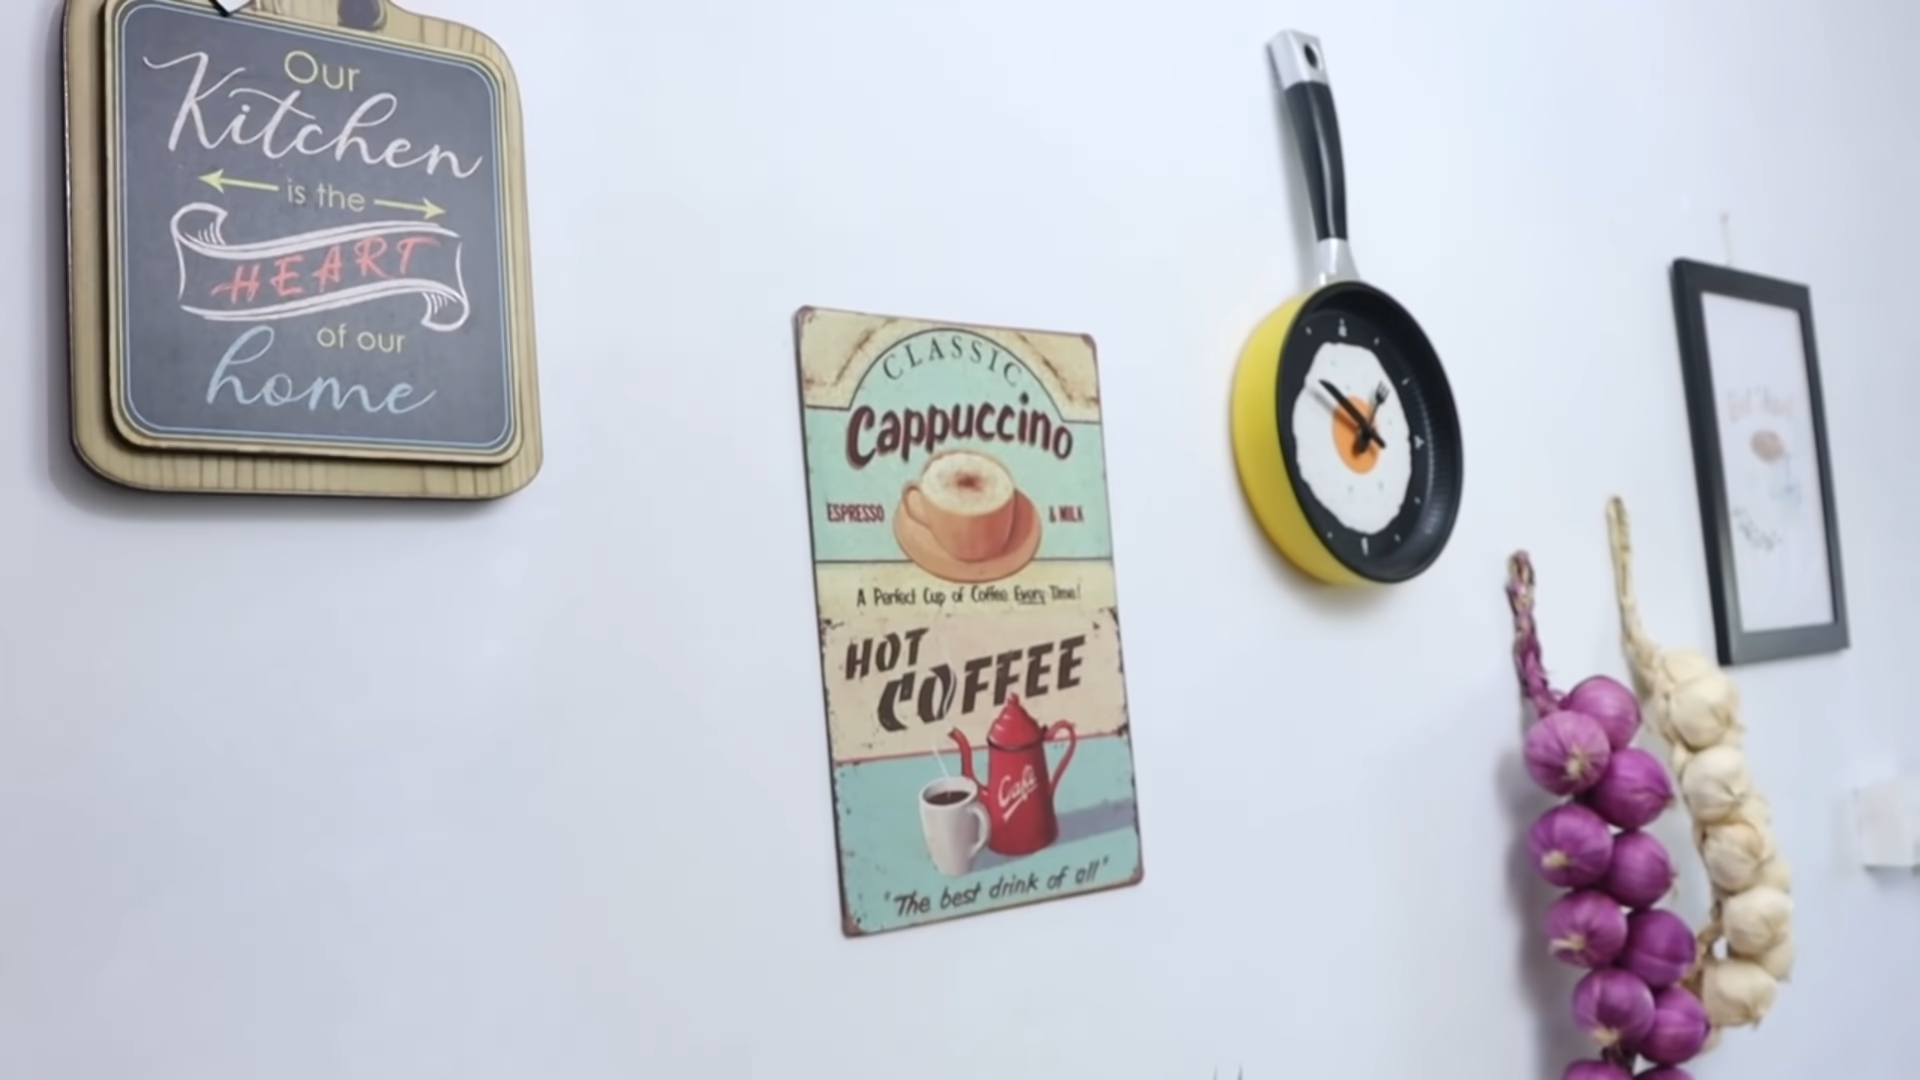 Our
Kitchen
is the
HEART
of our
home
CLASSIC
Cappuccino
ESPRESSO & MILK
A Perfect Cup of Coffee Every Time!
HOT
COFFEE
Café
"The best drink of all"